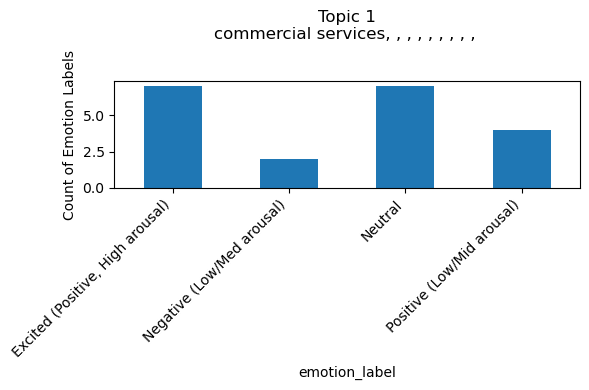 Topic 1
commercial services, , , , , , , , ,
Count of Emotion Labels
5.0
2.5
0.0
Excited (Positive, High arousal)
Negative (Low/Med arousal)
Neutral
Positive (Low/Mid arousal)
emotion_label